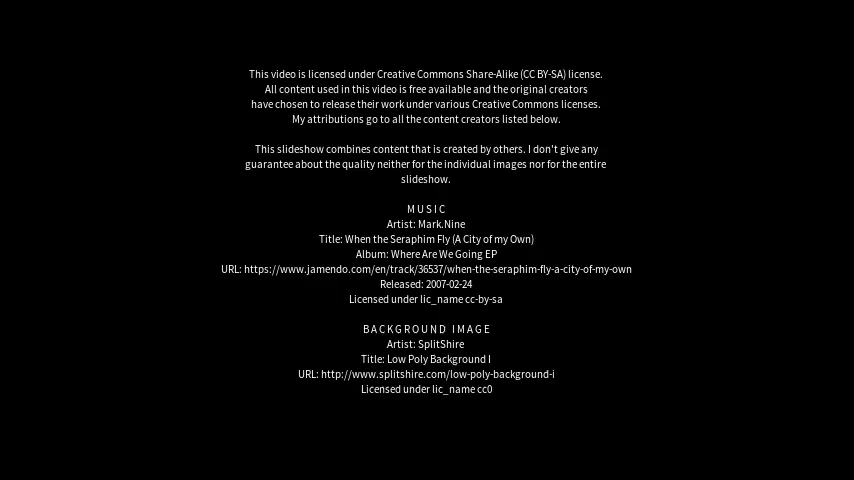 This video is licensed under Creative Commons Share-Alike (CC BY-SA) license.
All content used in this video is free available and the original creators
have chosen to release their work under various Creative Commons licenses.
My attributions go to all the content creators listed below.
This slideshow combines content that is created by others. I don't give any
guarantee about the quality neither for the individual images nor for the entire
slideshow.
MUSIC
Artist: Mark.Nine
Title: When the Seraphim Fly (A City of my Own)
Album: Where Are We Going EP
URL: https://www.jamendo.com/en/track/36537/when-the-seraphim-fly-a-city-of-my-own
Released: 2007-02-24
Licensed under lic_name cc-by-sa
BACKGROUND IMAGE
Artist: SplitShire
Title: Low Poly Background I
URL: http://www.splitshire.com/low-poly-background-i
Licensed under lic_name cc0